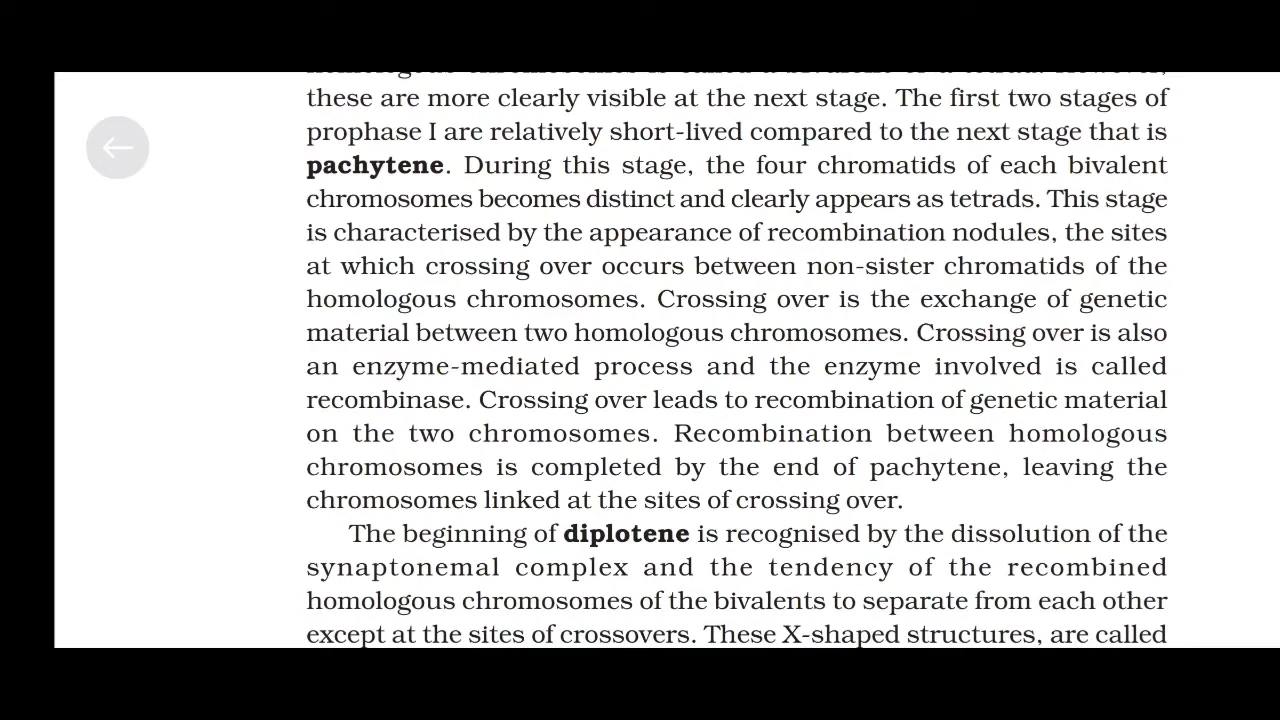 these are more clearly visible at the next stage. The first two stages of
prophase I are relatively short-lived compared to the next stage that is
pachytene. During this stage, the four chromatids of each bivalent
chromosomes becomes distinct and clearly appears as tetrads. This stage
is characterised by the appearance of recombination nodules, the sites
at which crossing over occurs between non-sister chromatids of the
homologous chromosomes. Crossing over is the exchange of genetic
material between two homologous chromosomes. Crossing over is also
an enzyme-mediated process and the enzyme involved is called
recombinase. Crossing over leads to recombination of genetic material
on the two chromosomes. Recombination between homologous
chromosomes is completed by the end of pachytene, leaving the
chromosomes linked at the sites of crossing over.
The beginning of diplotene is recognised by the dissolution of the
synaptonemal complex and the tendency of the recombined
homologous chromosomes of the bivalents to separate from each other
except at the sites of crossovers. These X-shaped structures, are called